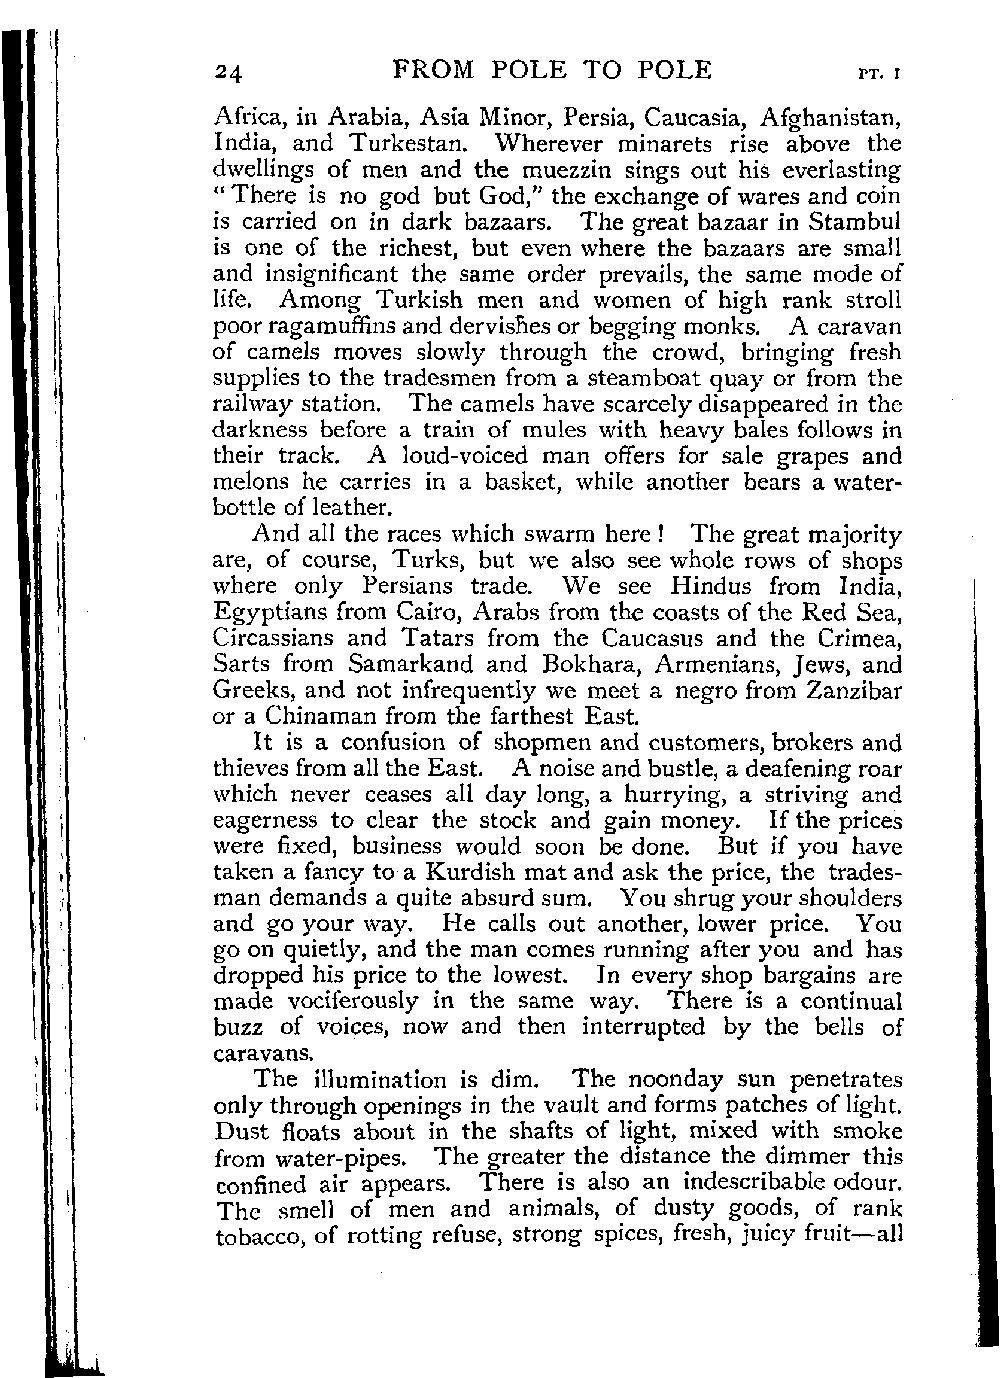 24 FROM POLE TO POLE PT. I
Africa, in Arabia, Asia Minor, Persia, Caucasia, Afghanistan,
India, and Turkestan. Wherever minarets rise above the
dwellings of men and the muezzin sings out his everlasting
“There is no god but God,” the exchange of wares and coin
is carried on in dark bazaars. The great bazaar in Stambul
is one of the richest, but even where the bazaars are small
and insignificant the same order prevails, the same mode of
life. Among Turkish men and women of high rank stroll
poor ragamuffins and dervishes or begging monks. A caravan
of camels moves slowly through the crowd, bringing fresh
supplies to the tradesmen from a steamboat quay or from the
railway station. The camels have scarcely disappeared in the
darkness before a train of mules with heavy bales follows in
their track. A loud-voiced man offers for sale grapes and
melons he carries in a basket, while another bears a water-
bottle of leather.
And all the races which swarm here! The great majority
are, of course, Turks, but we also see whole rows of shops
where only Persians trade. We see Hindus from India,
Egyptians from Cairo, Arabs from the coasts of the Red Sea,
Circassians and Tatars from the Caucasus and the Crimea,
Sarts from Samarkand and Bokhara, Armenians, Jews, and
Greeks, and not infrequently we meet a negro from Zanzibar
or a Chinaman from the farthest East.
It is a confusion of shopmen and customers, brokers and
thieves from all the East. A noise and bustle, a deafening roar
which never ceases all day long, a hurrying, a striving and
eagerness to clear the stock and gain money. If the prices
were fixed, business would soon be done. But if you have
taken a fancy to a Kurdish mat and ask the price, the trades-
man demands a quite absurd sum. You shrug your shoulders
and go your way. He calls out another, lower price. You
go on quietly, and the man comes running after you and has
dropped his price to the lowest. In every shop bargains are
made vociferously in the same way. There is a continual
buzz of voices, now and then interrupted by the bells of
caravans.
The illumination is dim. The noonday sun penetrates
only through openings in the vault and forms patches of light.
Dust floats about in the shafts of light, mixed with smoke
from water-pipes. The greater the distance the dimmer this
confined air appears. There is also an indescribable odour.
The smell of men and animals, of dusty goods, of rank
tobacco, of rotting refuse, strong spices, fresh, juicy fruit—all